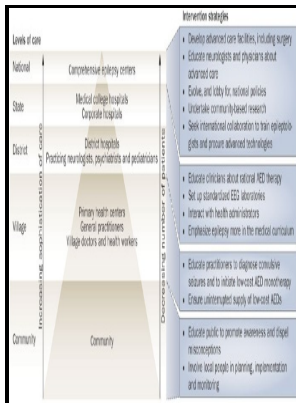 Levels of care
National
Comprehensive epilepsy centers
State
Medical college hospitals
Corporate hospitals
District
District hospitals
Practicing neurologists, psychiatrists and pediatricians
Village
Primary health centers
General practitioners
Village doctors and health workers
Community
Community
Increasing sophistication of care
Decreasing number of patients
Intervention strategies
• Develop advanced care facilities, including surgery
• Educate neurologists and physicians about
advanced care
• Evolve, and lobby for, national policies
• Undertake community-based research
• Seek international collaboration to train epileptolo-
gists and procure advanced technologies
• Educate clinicians about rational AED therapy
• Set up standardized EEG laboratories
• Interact with health administrators
• Emphasize epilepsy more in the medical curriculum
• Educate practitioners to diagnose convulsive
seizures and to initiate low-cost AED monotherapy
• Ensure uninterrupted supply of low-cost AEDs
• Educate public to promote awareness and dispel
misconceptions
• Involve local people in planning, implementation
and monitoring